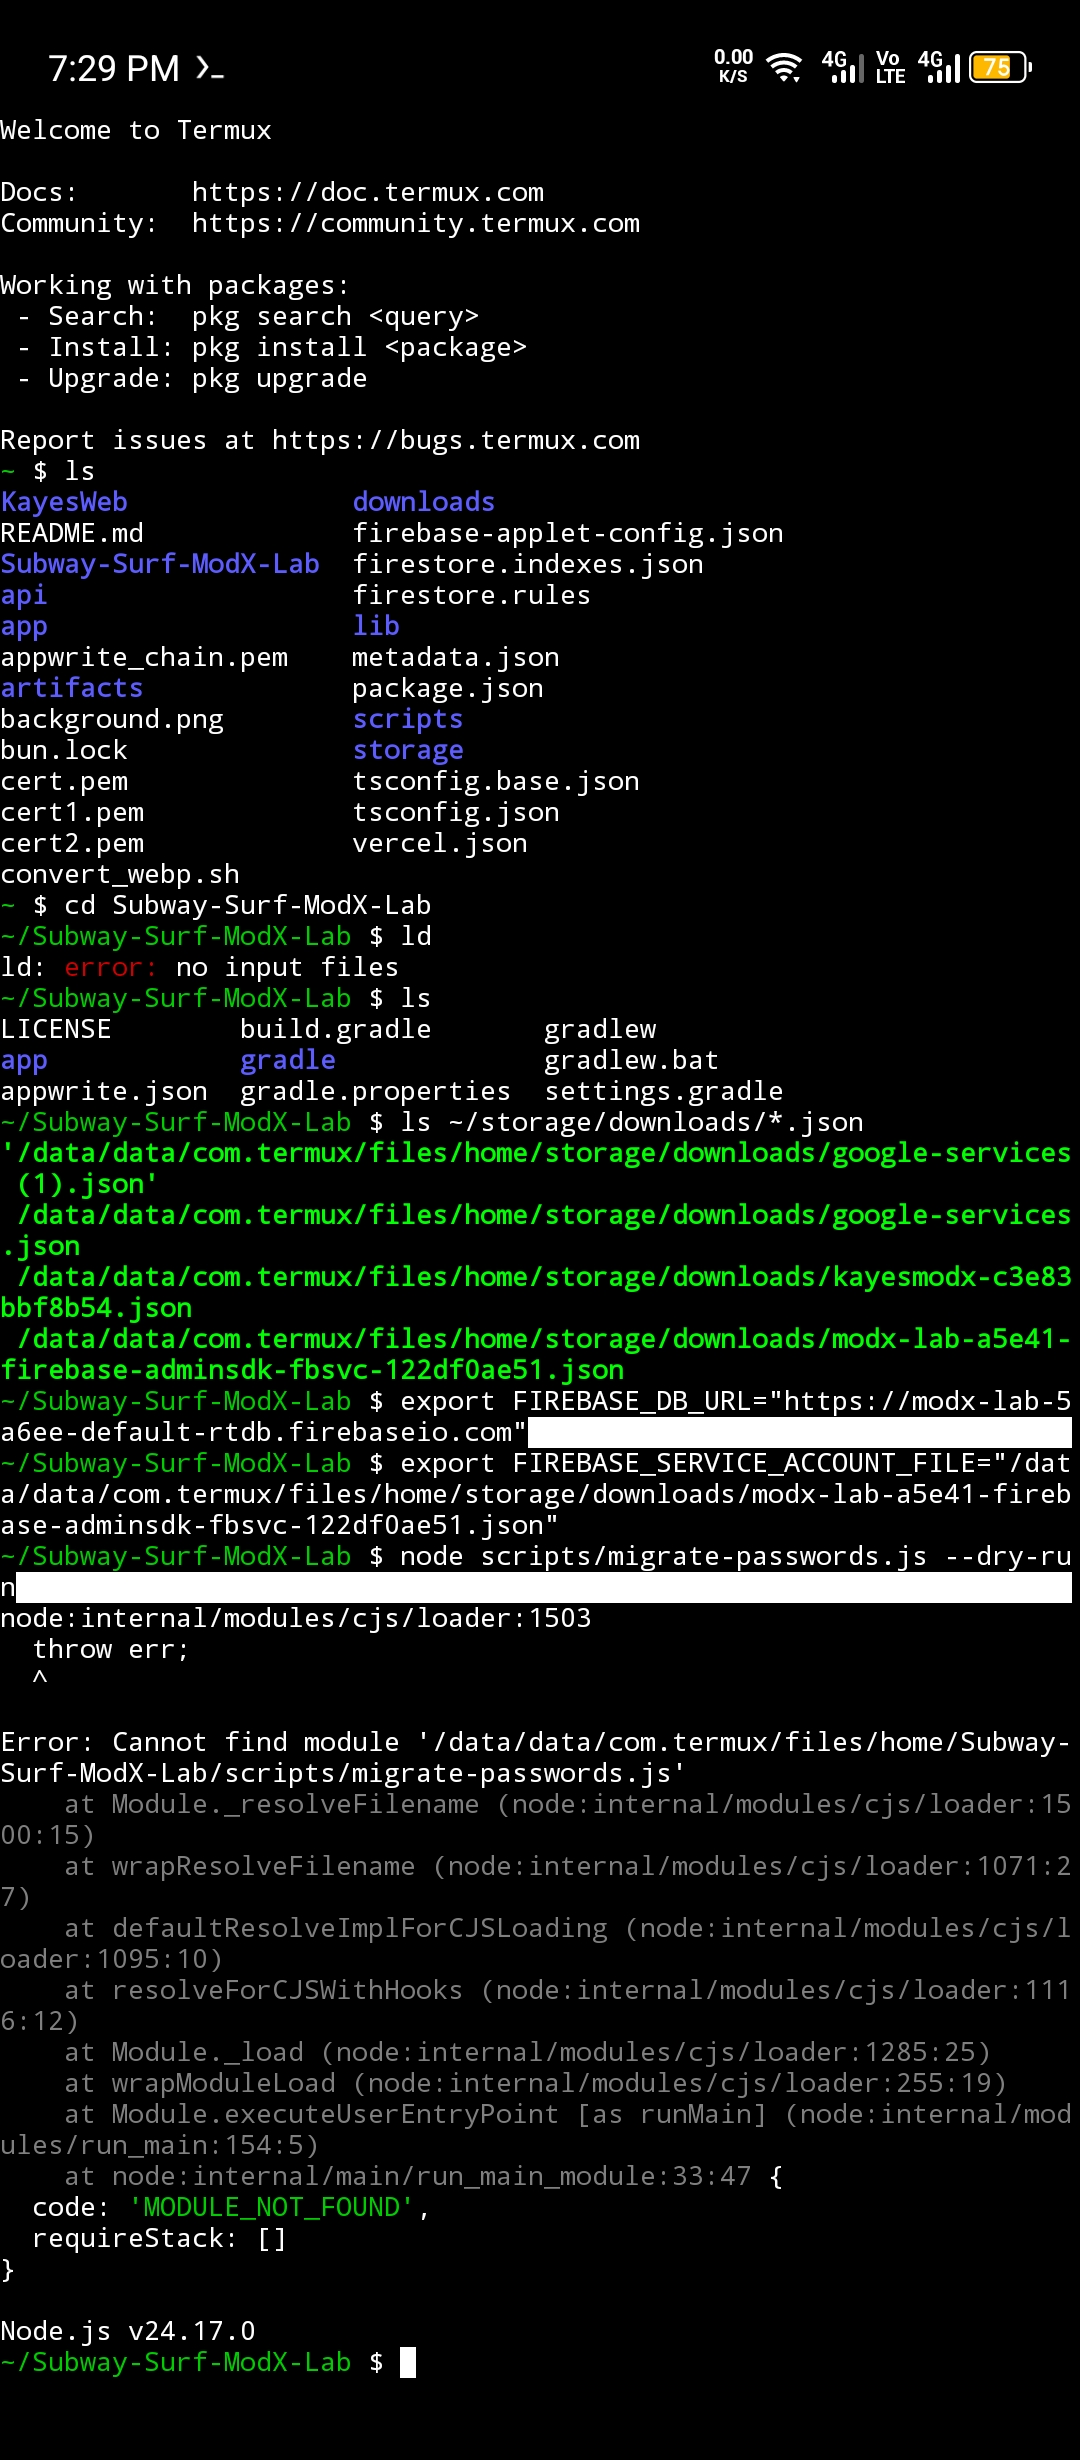 7:29 PM
0.00 K/S 4G Vo LTE 4G 75
Welcome to Termux
Docs:       https://doc.termux.com
Community:  https://community.termux.com
Working with packages:
 - Search:  pkg search <query>
 - Install: pkg install <package>
 - Upgrade: pkg upgrade
Report issues at https://bugs.termux.com
~ $ ls
KayesWeb              downloads
README.md             firebase-applet-config.json
Subway-Surf-ModX-Lab  firestore.indexes.json
api                   firestore.rules
app                   lib
appwrite_chain.pem    metadata.json
artifacts             package.json
background.png        scripts
bun.lock              storage
cert.pem              tsconfig.base.json
cert1.pem             tsconfig.json
cert2.pem             vercel.json
convert_webp.sh
~ $ cd Subway-Surf-ModX-Lab
~/Subway-Surf-ModX-Lab $ ld
ld: error: no input files
~/Subway-Surf-ModX-Lab $ ls
LICENSE        build.gradle       gradlew
app            gradle             gradlew.bat
appwrite.json  gradle.properties  settings.gradle
~/Subway-Surf-ModX-Lab $ ls ~/storage/downloads/*.json
'/data/data/com.termux/files/home/storage/downloads/google-services
 (1).json'
 /data/data/com.termux/files/home/storage/downloads/google-services
.json
 /data/data/com.termux/files/home/storage/downloads/kayesmodx-c3e83
bbf8b54.json
 /data/data/com.termux/files/home/storage/downloads/modx-lab-a5e41-
firebase-adminsdk-fbsvc-122df0ae51.json
~/Subway-Surf-ModX-Lab $ export FIREBASE_DB_URL="https://modx-lab-5
a6ee-default-rtdb.firebaseio.com"
~/Subway-Surf-ModX-Lab $ export FIREBASE_SERVICE_ACCOUNT_FILE="/dat
a/data/com.termux/files/home/storage/downloads/modx-lab-a5e41-fireb
ase-adminsdk-fbsvc-122df0ae51.json"
~/Subway-Surf-ModX-Lab $ node scripts/migrate-passwords.js --dry-ru
n
node:internal/modules/cjs/loader:1503
  throw err;
  ^
Error: Cannot find module '/data/data/com.termux/files/home/Subway-
Surf-ModX-Lab/scripts/migrate-passwords.js'
    at Module._resolveFilename (node:internal/modules/cjs/loader:15
00:15)
    at wrapResolveFilename (node:internal/modules/cjs/loader:1071:2
7)
    at defaultResolveImplForCJSLoading (node:internal/modules/cjs/l
oader:1095:10)
    at resolveForCJSWithHooks (node:internal/modules/cjs/loader:111
6:12)
    at Module._load (node:internal/modules/cjs/loader:1285:25)
    at wrapModuleLoad (node:internal/modules/cjs/loader:255:19)
    at Module.executeUserEntryPoint [as runMain] (node:internal/mod
ules/run_main:154:5)
    at node:internal/main/run_main_module:33:47 {
  code: 'MODULE_NOT_FOUND',
  requireStack: []
}
Node.js v24.17.0
~/Subway-Surf-ModX-Lab $